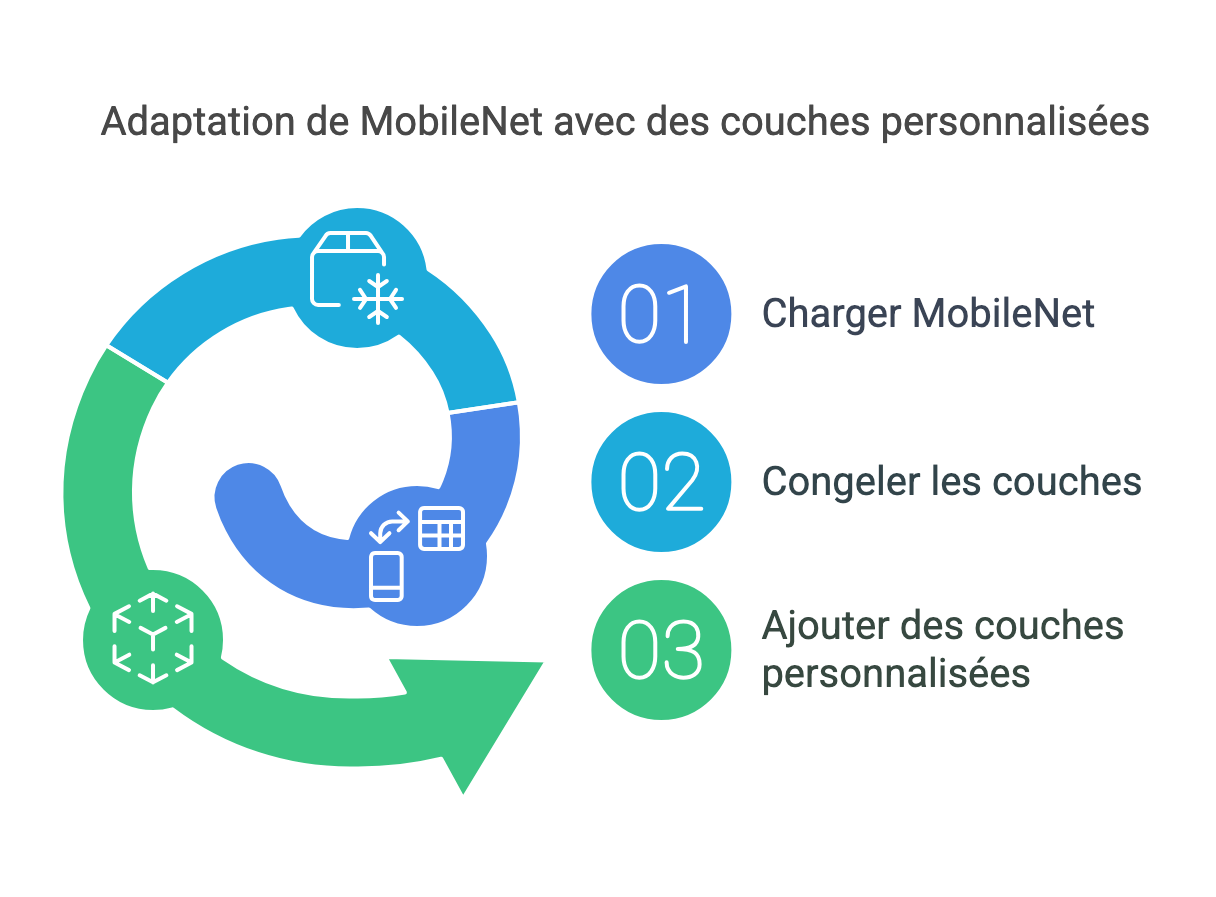 Adaptation de MobileNet avec des couches personnalisées
01
Charger MobileNet
02
Congeler les couches
03
Ajouter des couches
personnalisées